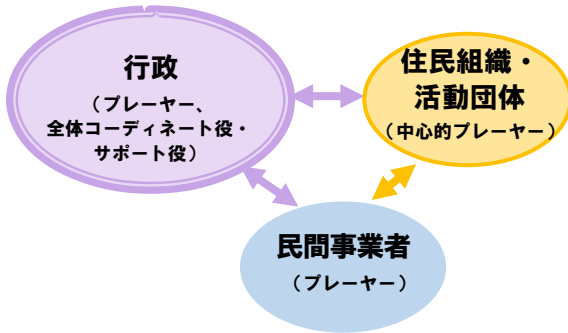 行政
（プレーヤー、
全体コーディネート役・
サポート役）
住民組織・
活動団体
（中心的プレーヤー）
民間事業者
（プレーヤー）